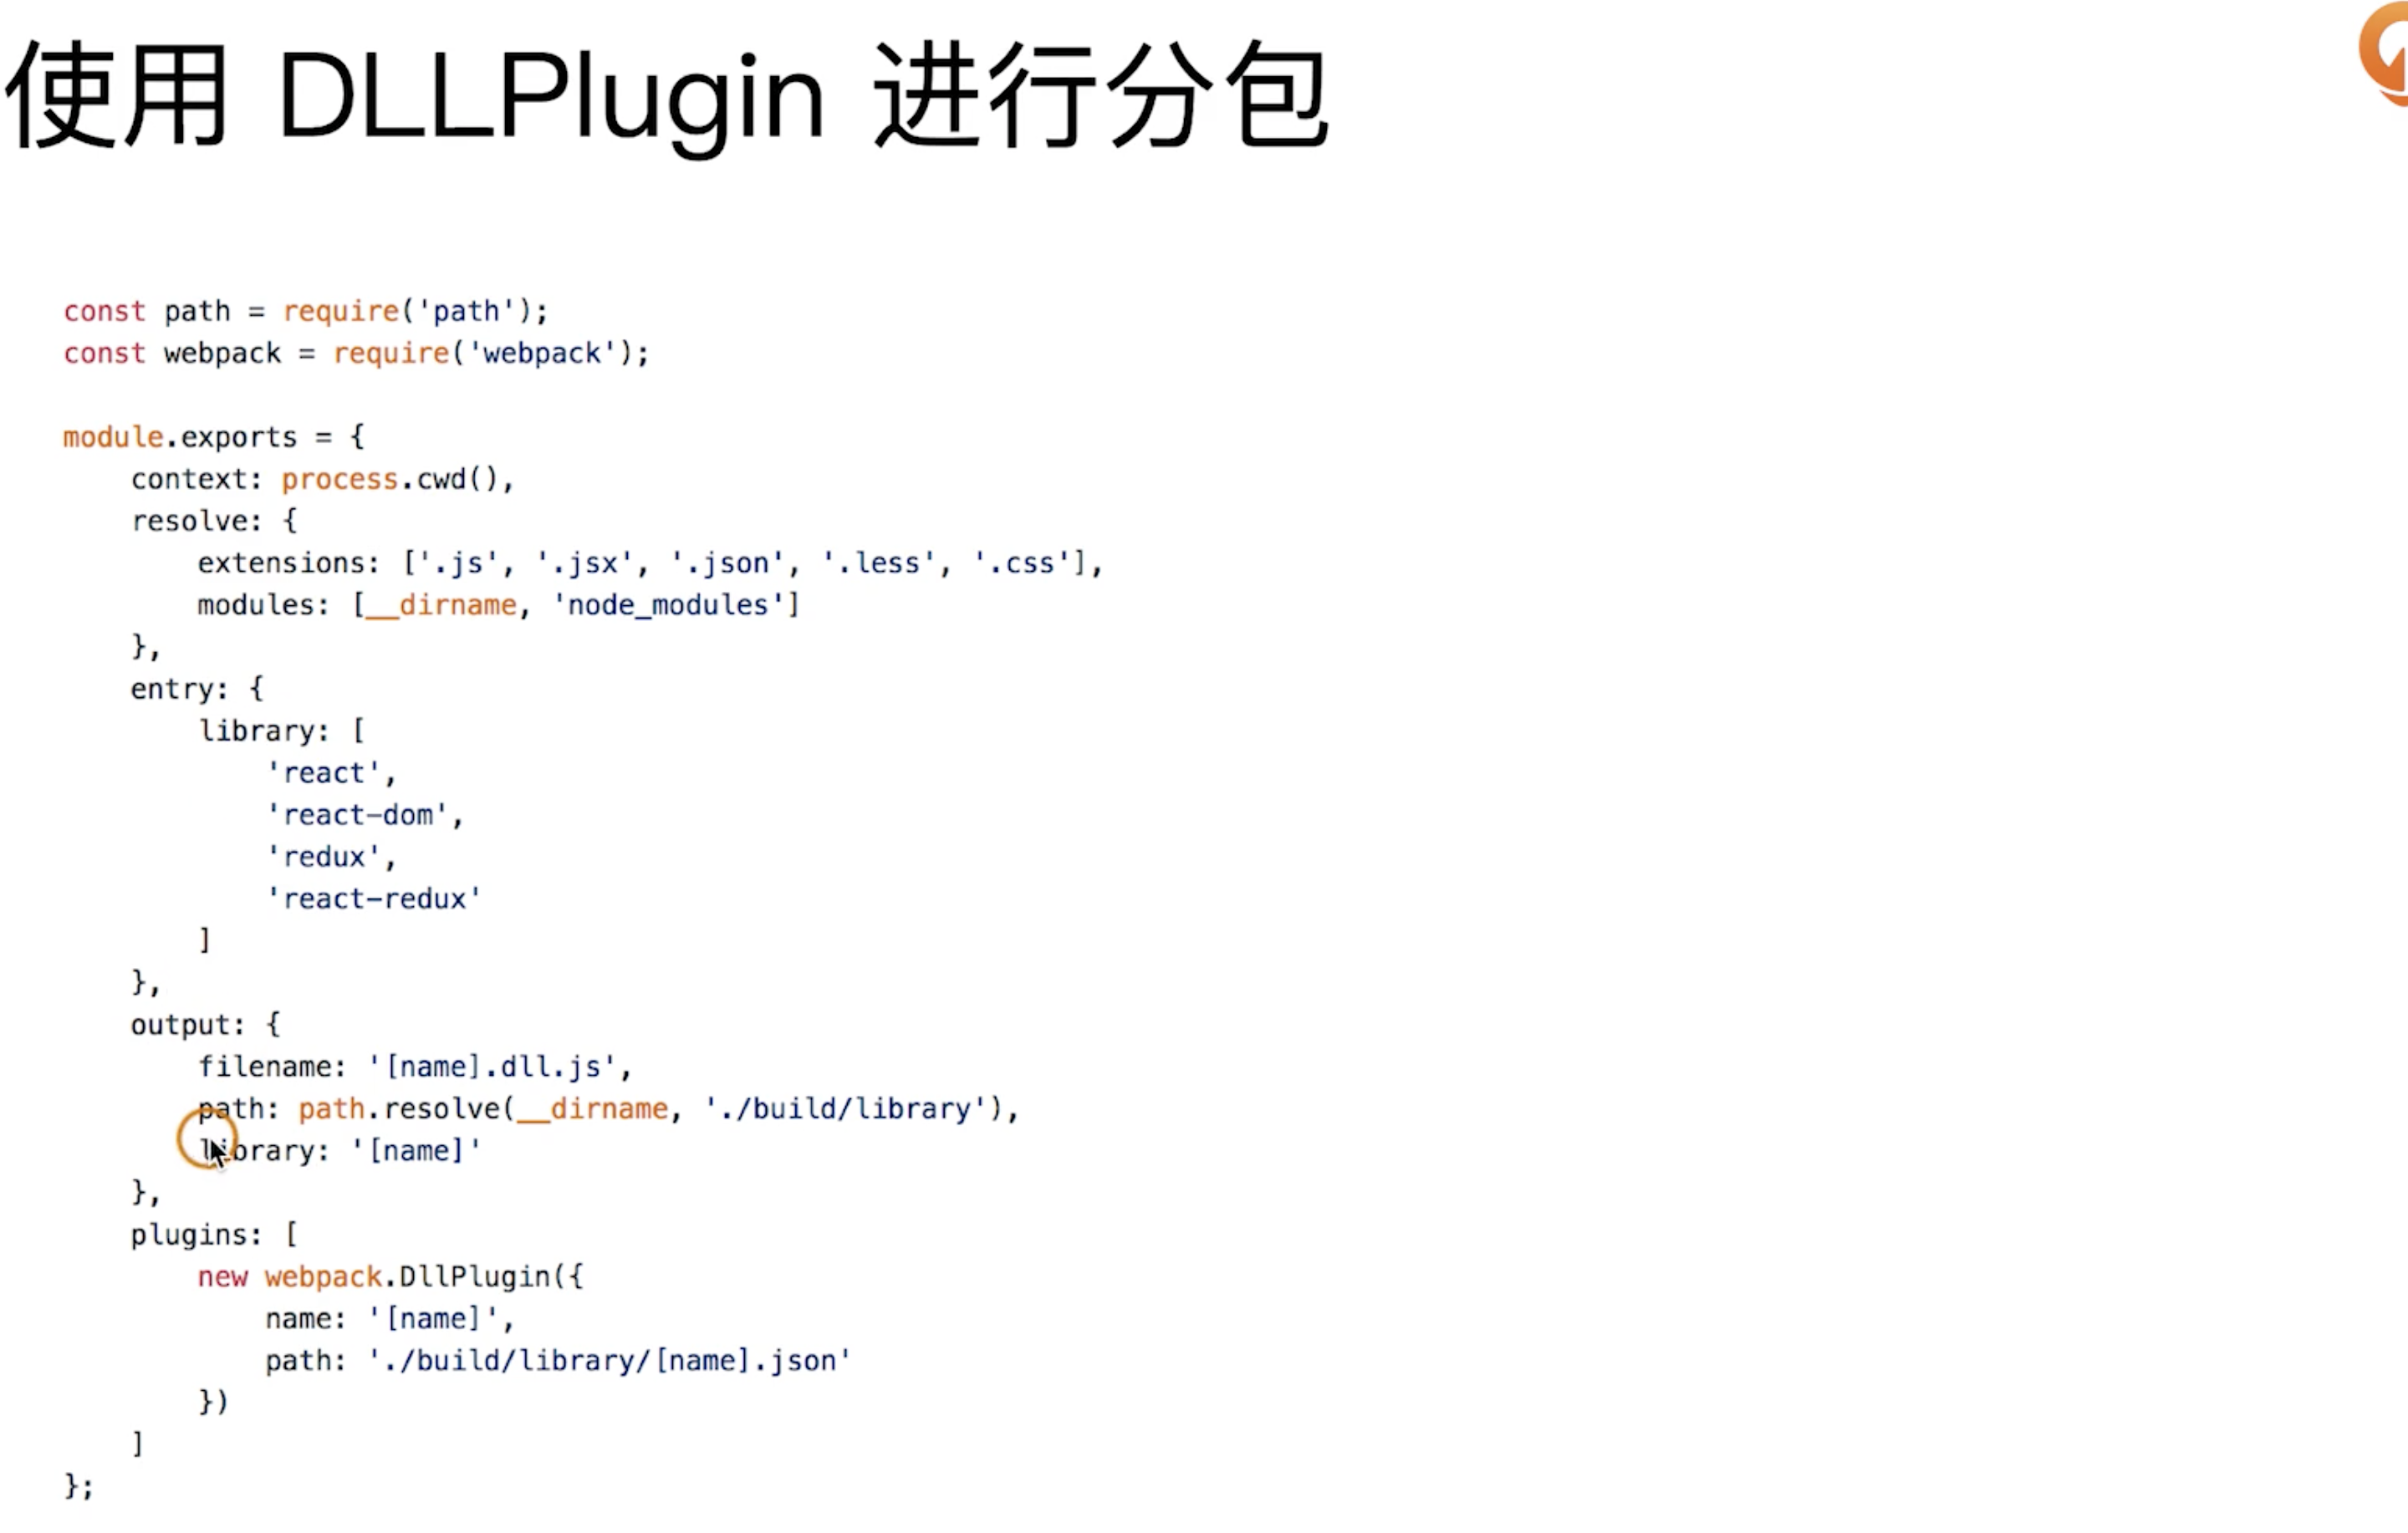 使用 DLLPlugin 进行分包
const path = require('path');
const webpack = require('webpack');
module.exports = {
    context: process.cwd(),
    resolve: {
        extensions: ['.js', '.jsx', '.json', '.less', '.css'],
        modules: [__dirname, 'node_modules']
    },
    entry: {
        library: [
            'react',
            'react-dom',
            'redux',
            'react-redux'
        ]
    },
    output: {
        filename: '[name].dll.js',
        path: path.resolve(__dirname, './build/library'),
        library: '[name]'
    },
    plugins: [
        new webpack.DllPlugin({
            name: '[name]',
            path: './build/library/[name].json'
        })
    ]
};